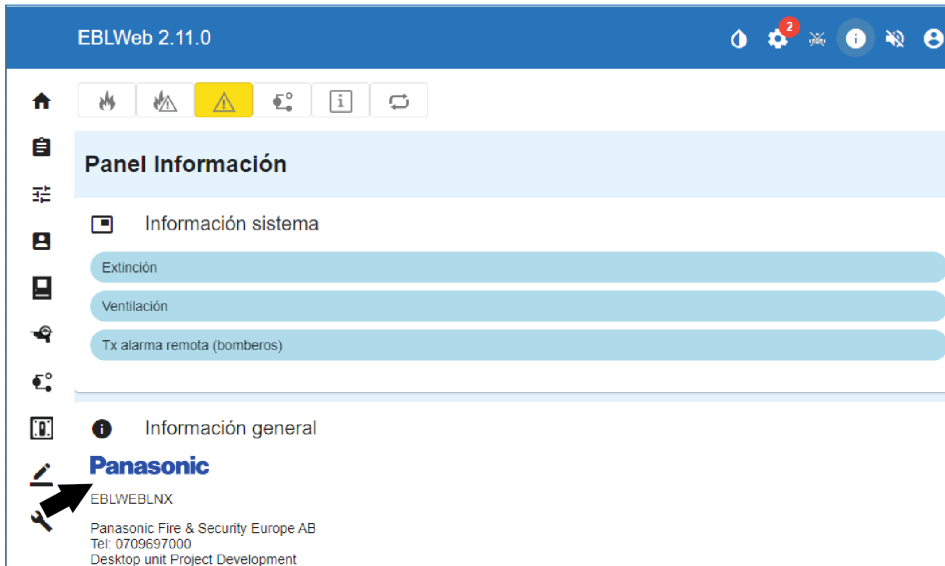 EBLWeb 2.11.0
2
Panel Información
Información sistema
Extinción
Ventilación
Tx alarma remota (bomberos)
Información general
Panasonic
EBLWEBLNX
Panasonic Fire & Security Europe AB
Tel: 0709697000
Desktop unit Project Development